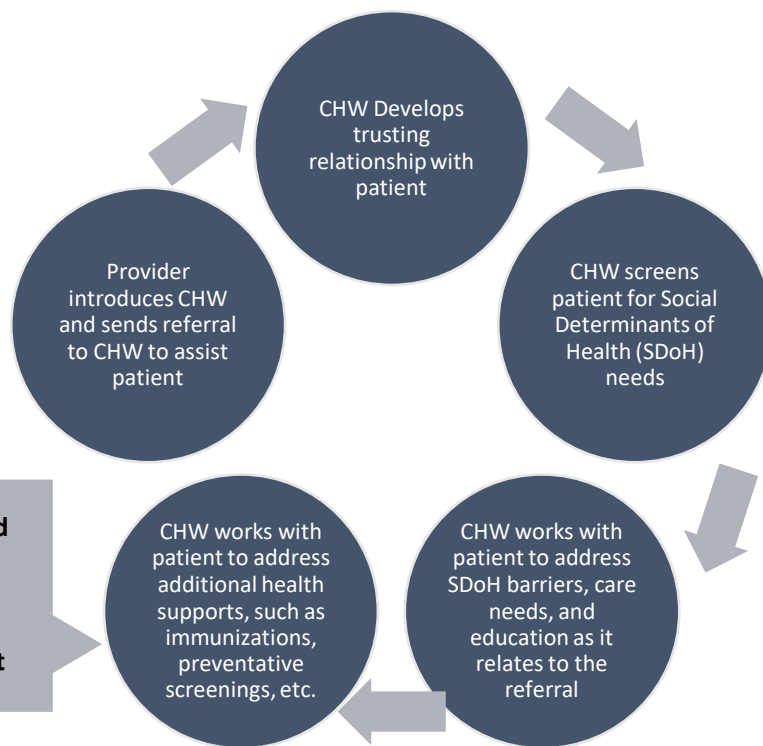 CHW Develops
trusting
relationship with
patient
Provider
introduces CHW
and sends referral
to CHW to assist
patient
CHW screens
patient for Social
Determinants of
Health (SDoH)
needs
CHW works with
patient to address
additional health
supports, such as
immunizations,
preventative
screenings, etc.
CHW works with
patient to address
SDoH barriers, care
needs, and
education as it
relates to the
referral